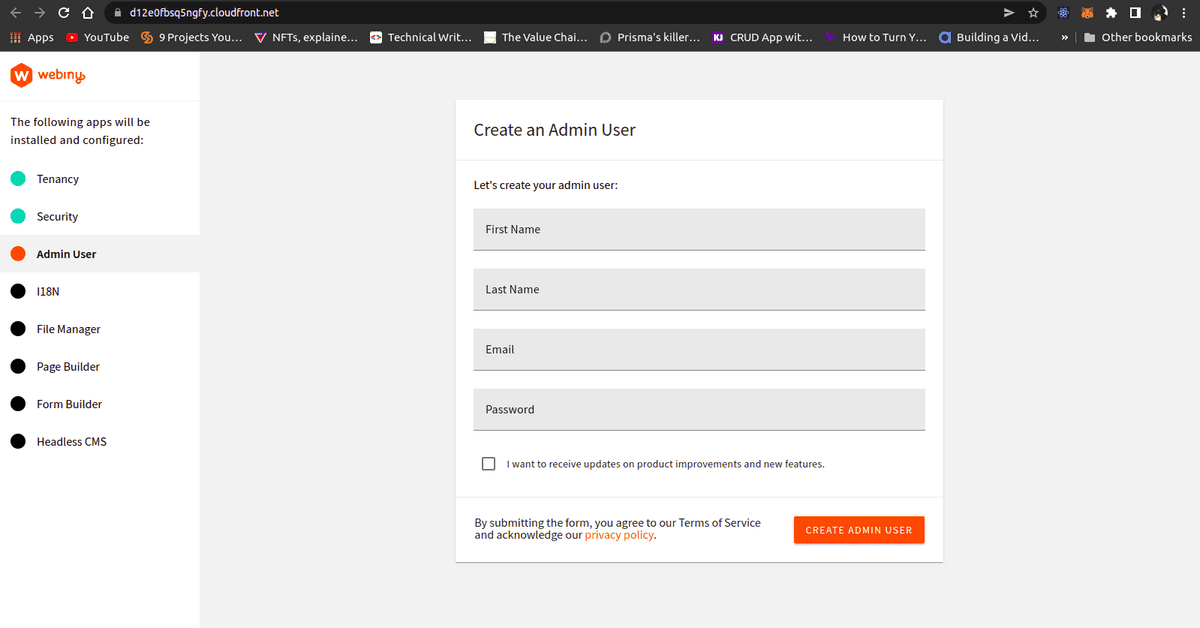 d12e0fbsq5ngfy.cloudfront.net
Apps YouTube 9 Projects You... NFTs, explaine... Technical Writ... The Value Chai... Prisma's killer... KJ CRUD App wit... How to Turn Y... Building a Vid... » Other bookmarks
webiny
The following apps will be
installed and configured:
Tenancy
Security
Admin User
I18N
File Manager
Page Builder
Form Builder
Headless CMS
Create an Admin User
Let's create your admin user:
First Name
Last Name
Email
Password
I want to receive updates on product improvements and new features.
By submitting the form, you agree to our Terms of Service
and acknowledge our privacy policy.
CREATE ADMIN USER